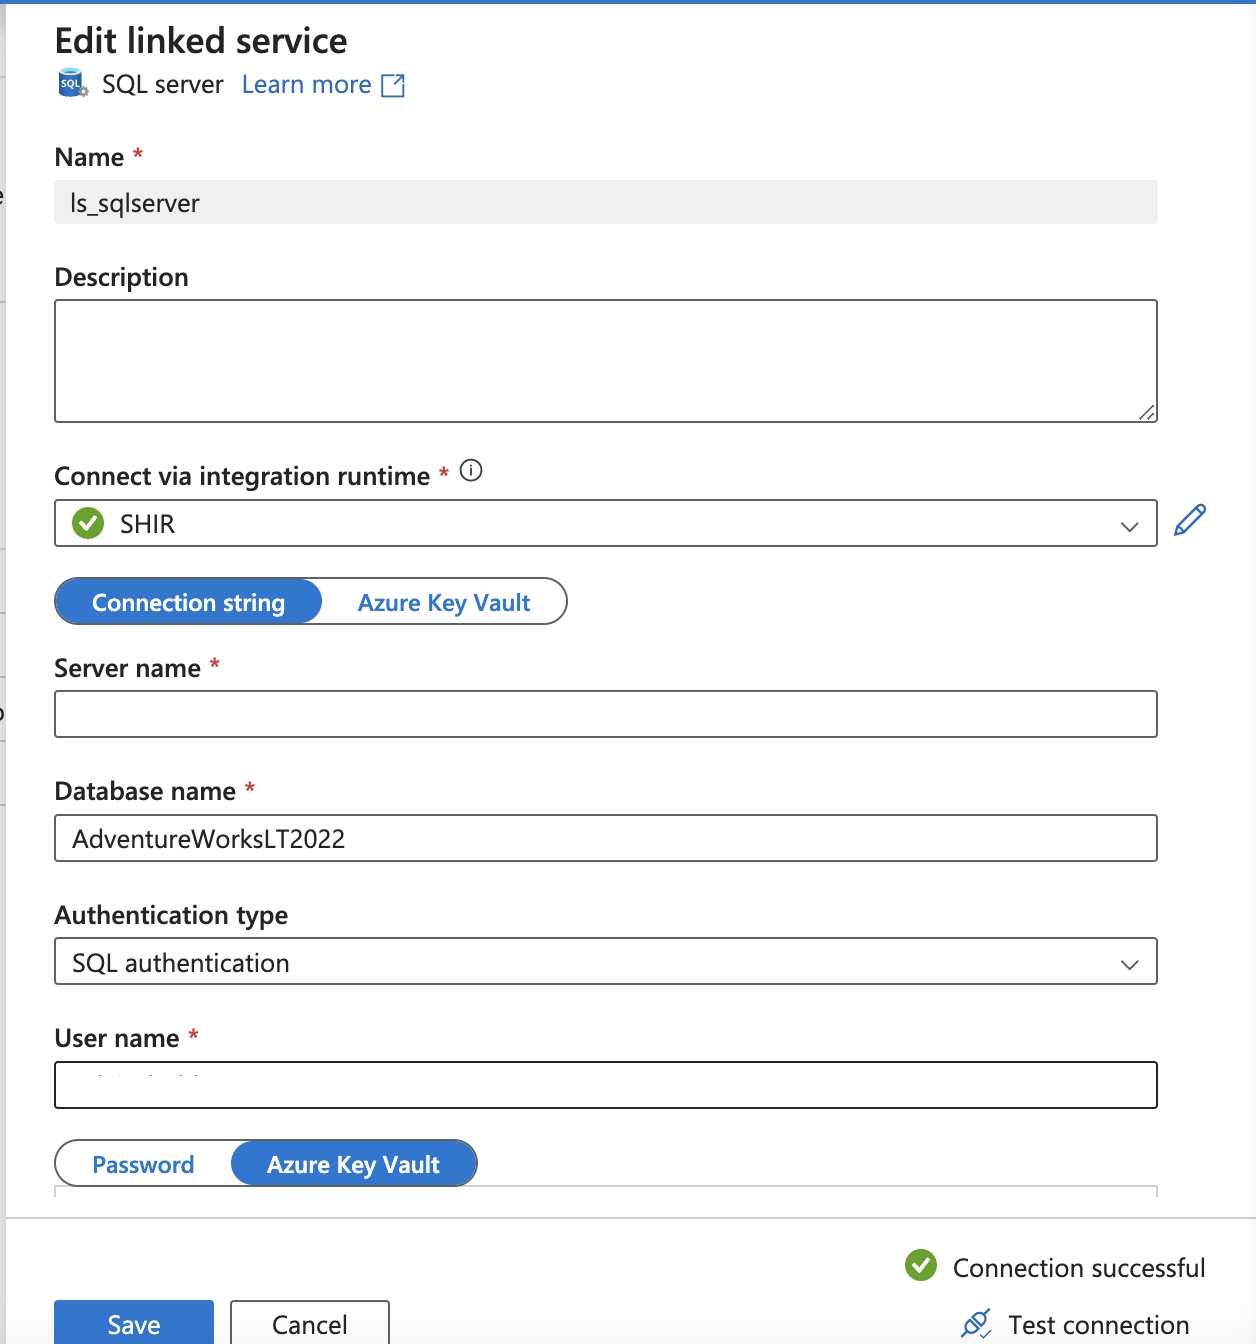 Edit linked service
SQL server Learn more
Name *
ls_sqlserver
Description
Connect via integration runtime *
SHIR
Connection string Azure Key Vault
Server name *
Database name *
AdventureWorksLT2022
Authentication type
SQL authentication
User name *
Password Azure Key Vault
Connection successful
Save Cancel Test connection